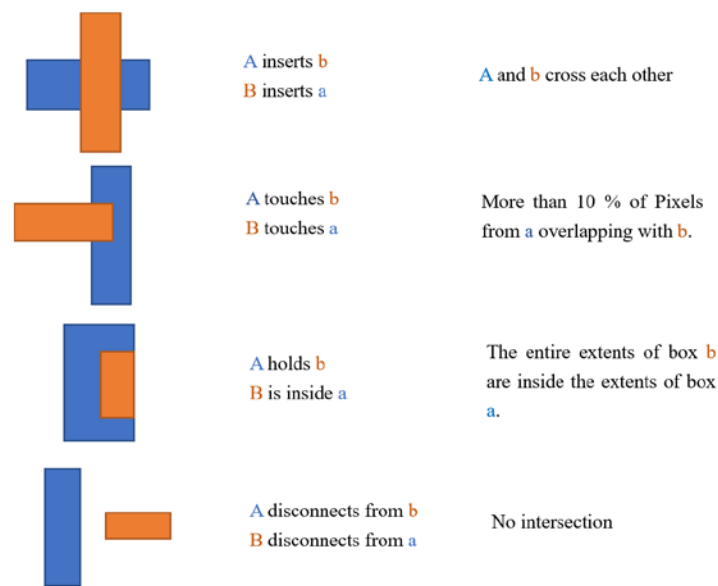 A inserts b
B inserts a
A and b cross each other
A touches b
B touches a
More than 10 % of Pixels
from a overlapping with b.
A holds b
B is inside a
The entire extents of box b
are inside the extents of box
a.
A disconnects from b
B disconnects from a
No intersection